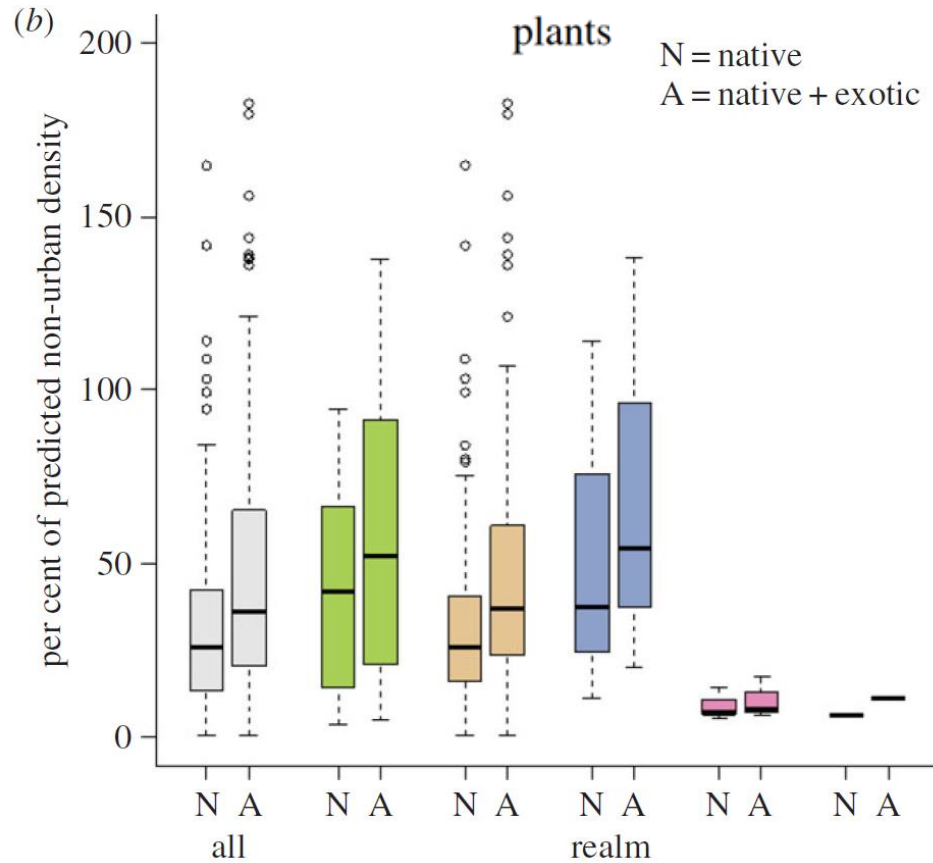 (b)
plants
N = native
A = native + exotic
per cent of predicted non-urban density
200
150
100
50
0
N A N A N A N A N A N A
all realm